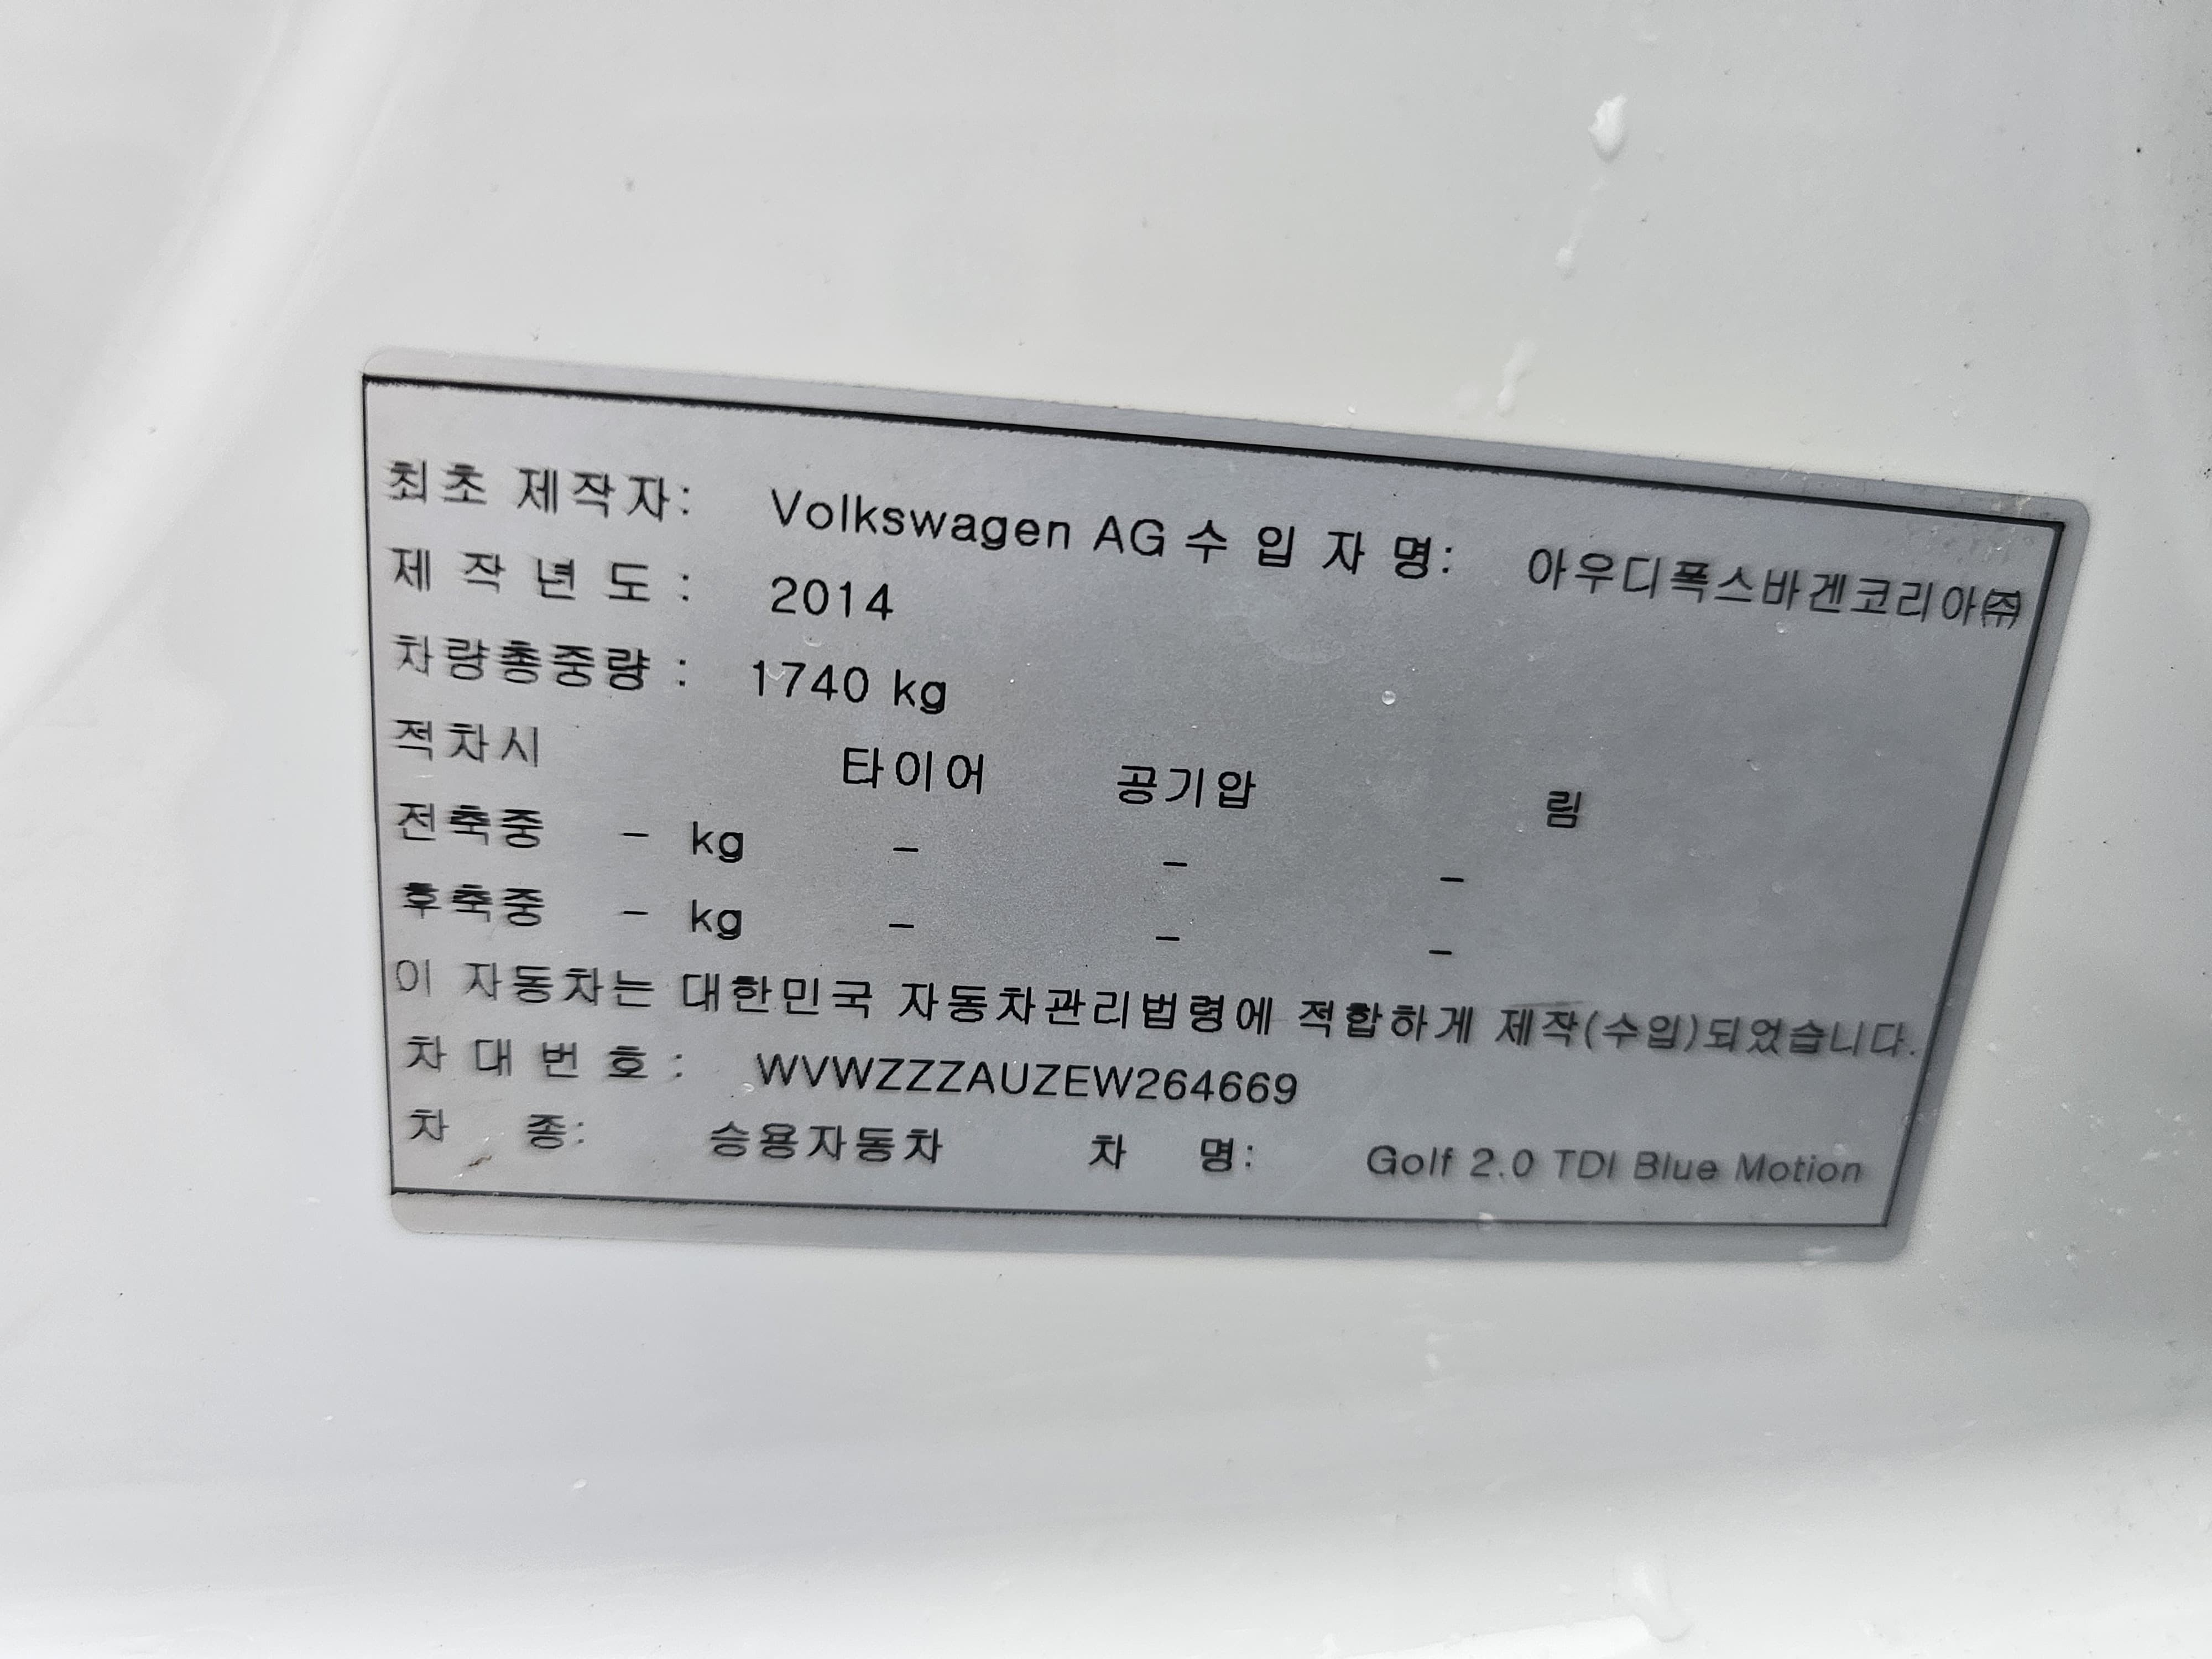 최초 제작자: Volkswagen AG 수 입 자 명: 아우디폭스바겐코리아㈜
제 작 년 도 : 2014
차량총중량 : 1740 kg
적차시 타이어 공기압 림
전축중 - kg - - -
후축중 - kg - - -
이 자동차는 대한민국 자동차관리법령에 적합하게 제작(수입)되었습니다.
차 대 번 호 : WVWZZZAUZEW264669
차 종: 승용자동차 차 명: Golf 2.0 TDI Blue Motion